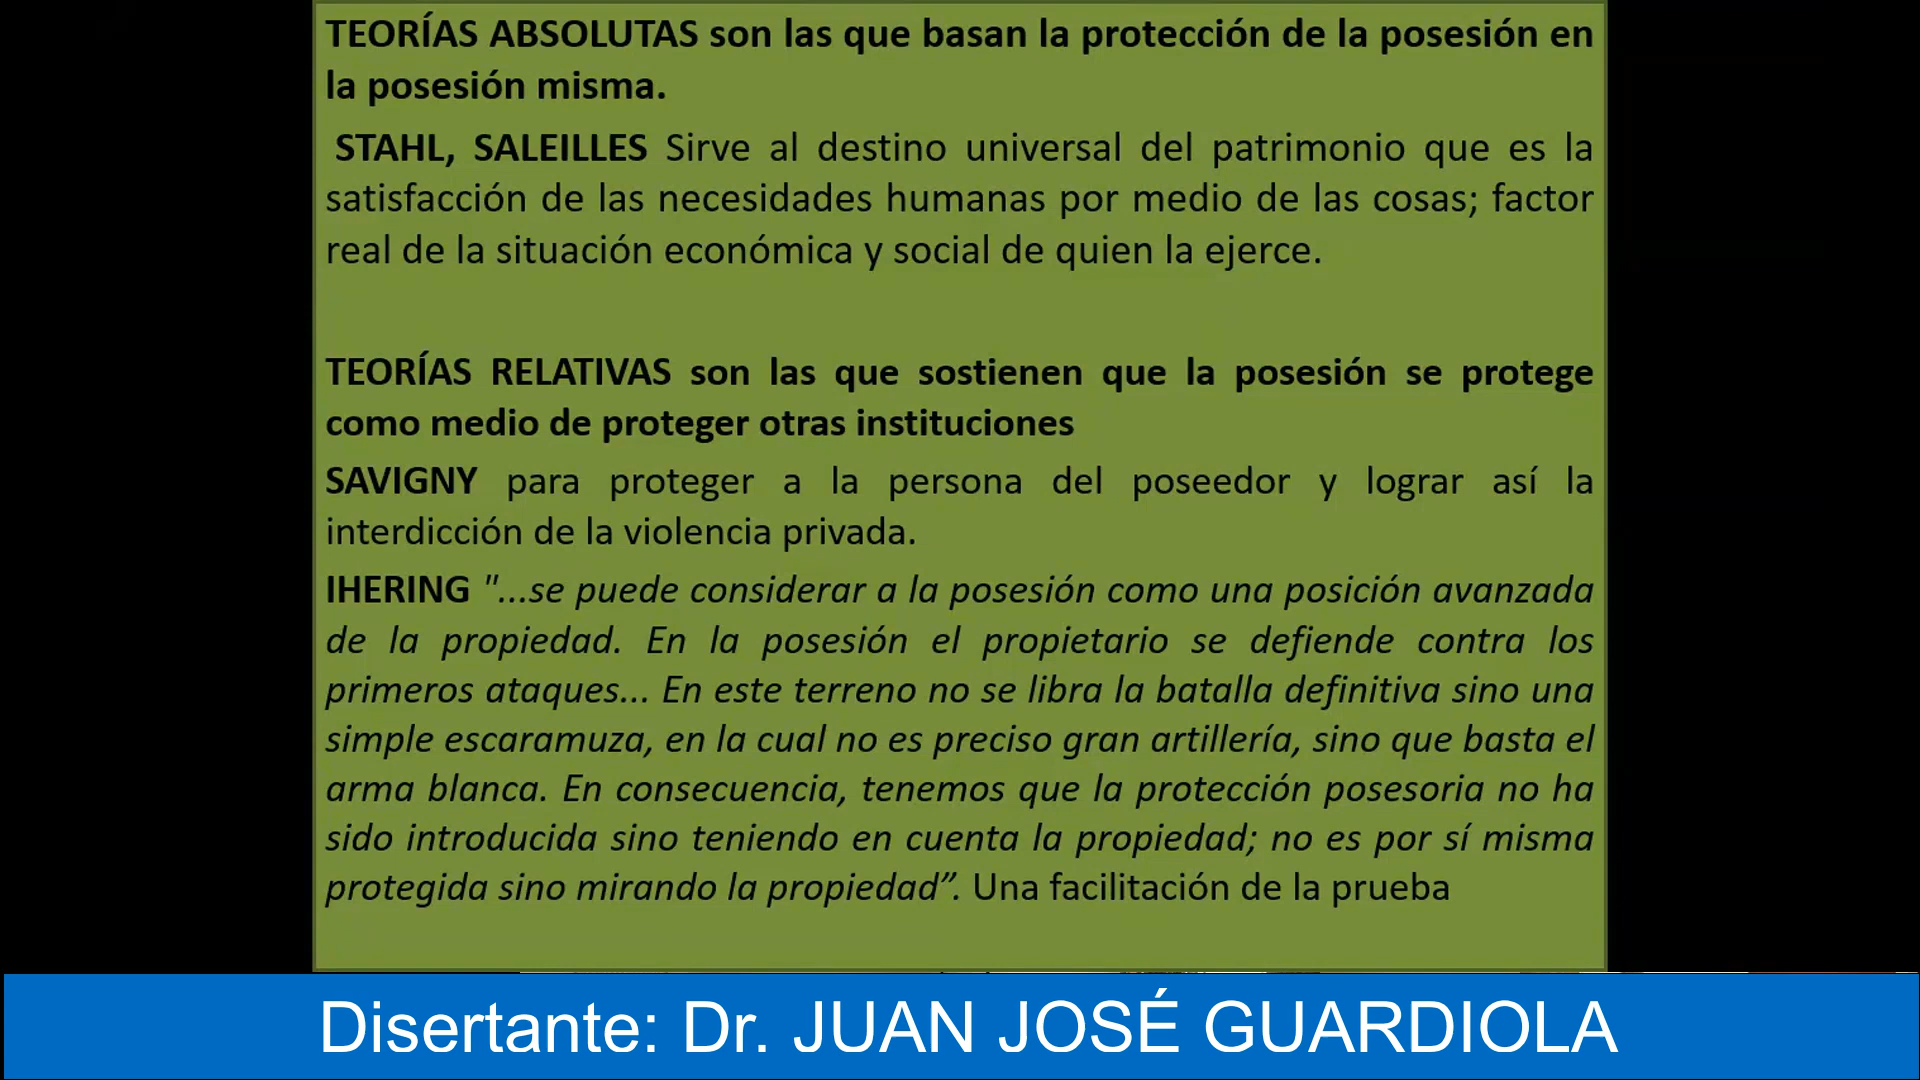 TEORÍAS ABSOLUTAS son las que basan la protección de la posesión en
la posesión misma.
STAHL, SALEILLES Sirve al destino universal del patrimonio que es la
satisfacción de las necesidades humanas por medio de las cosas; factor
real de la situación económica y social de quien la ejerce.
TEORÍAS RELATIVAS son las que sostienen que la posesión se protege
como medio de proteger otras instituciones
SAVIGNY para proteger a la persona del poseedor y lograr así la
interdicción de la violencia privada.
IHERING "...se puede considerar a la posesión como una posición avanzada
de la propiedad. En la posesión el propietario se defiende contra los
primeros ataques... En este terreno no se libra la batalla definitiva sino una
simple escaramuza, en la cual no es preciso gran artillería, sino que basta el
arma blanca. En consecuencia, tenemos que la protección posesoria no ha
sido introducida sino teniendo en cuenta la propiedad; no es por sí misma
protegida sino mirando la propiedad”. Una facilitación de la prueba
Disertante: Dr. JUAN JOSÉ GUARDIOLA